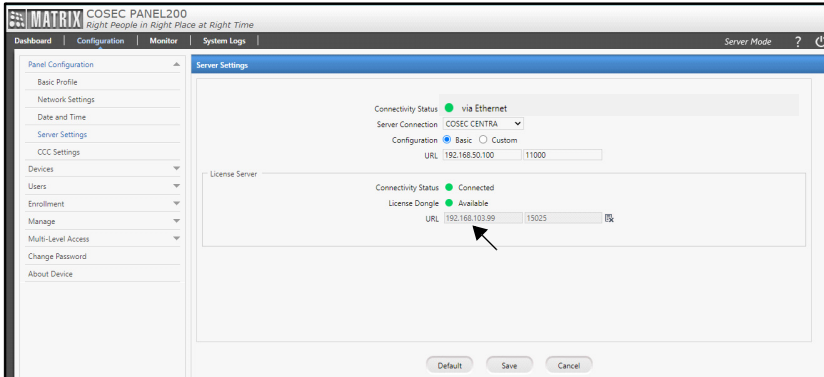 MATRIX COSEC PANEL200
Right People in Right Place at Right Time
Dashboard Configuration Monitor System Logs Server Mode ?
Panel Configuration
Basic Profile
Network Settings
Date and Time
Server Settings
CCC Settings
Devices
Users
Enrollment
Manage
Multi-Level Access
Change Password
About Device
Server Settings
Connectivity Status via Ethernet
Server Connection COSEC CENTRA
Configuration Basic Custom
URL 192.168.50.100 11000
License Server
Connectivity Status Connected
License Dongle Available
URL 192.168.103.99 15025
Default Save Cancel